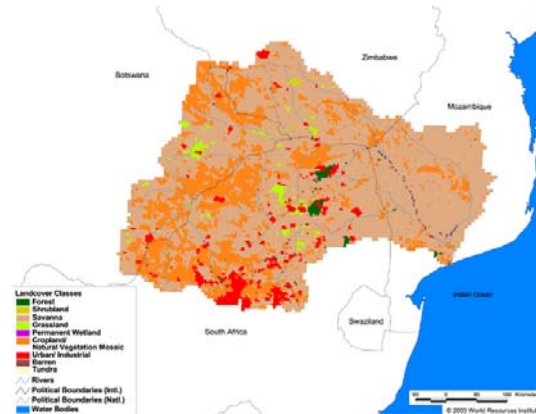 Zimbabwe
Botswana
Mozambique
Landcover Classes
Forest
Shrubland
Savanna
Grassland
Permanent Wetland
Cropland/
Natural Vegetation Mosaic
Urban/ Industrial
Barren
Tundra
Rivers
Political Boundaries (Intl.)
Political Boundaries (Natl.)
Water Bodies
Indian Ocean
Swaziland
South Africa
© 2003 World Resources Institute